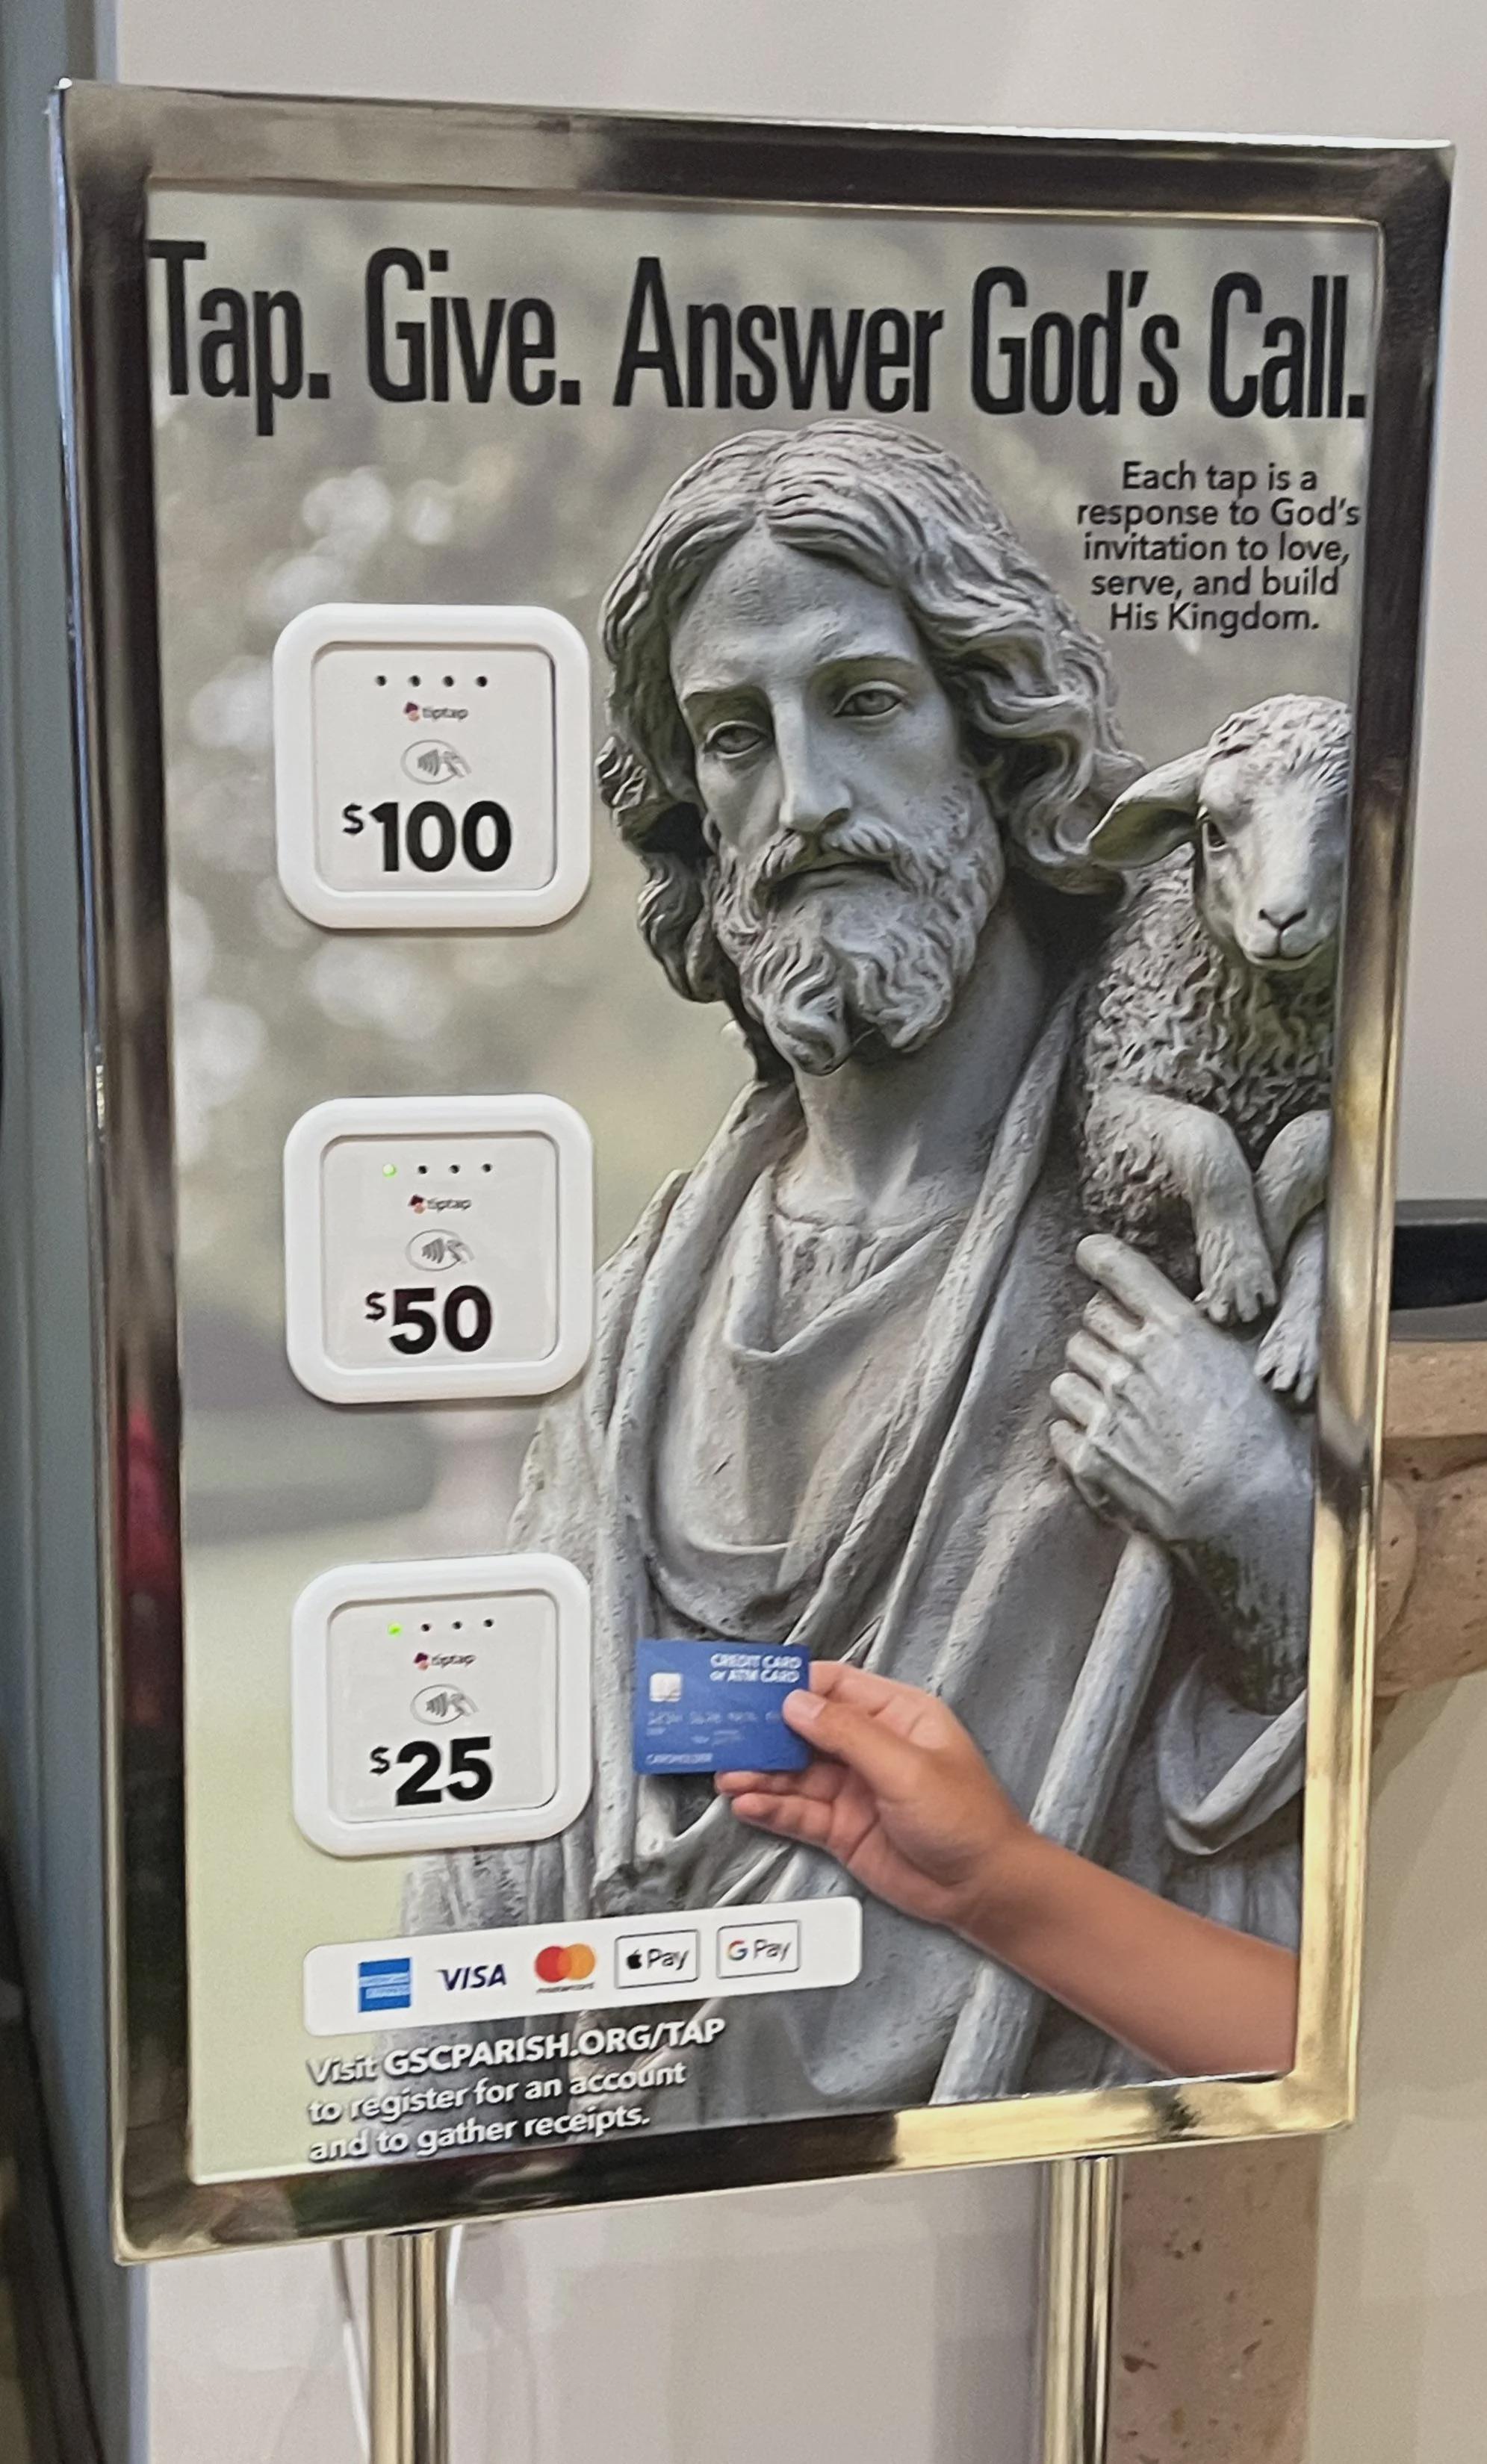 Tap. Give. Answer God's Call.
Each tap is a
response to God's
invitation to love,
serve, and build
His Kingdom.
tiptap
$100
tiptap
$50
tiptap
$25
CREDIT CARD
or ATM CARD
CARDHOLDER
VISA
mastercard
Pay
G Pay
Visit GSCPARISH.ORG/TAP
to register for an account
and to gather receipts.